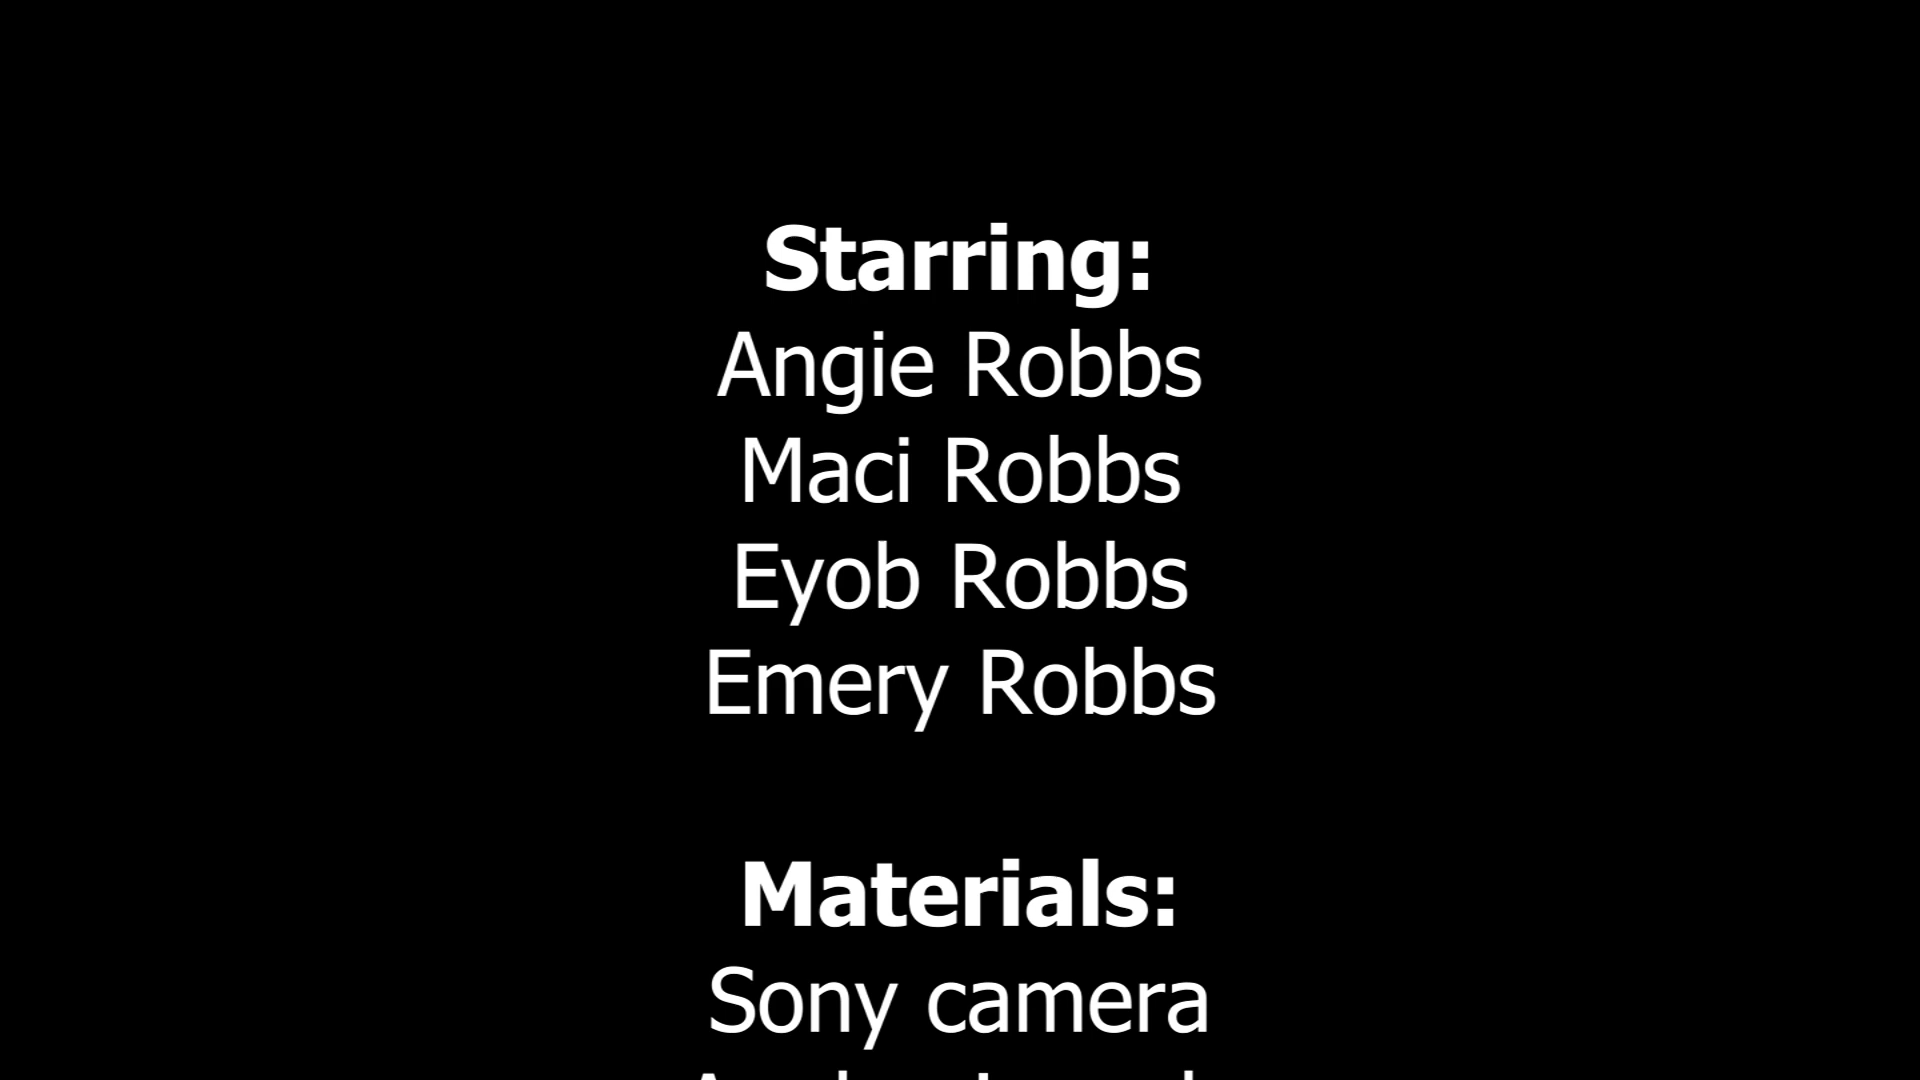 Starring:
Angie Robbs
Maci Robbs
Eyob Robbs
Emery Robbs
Materials:
Sony camera